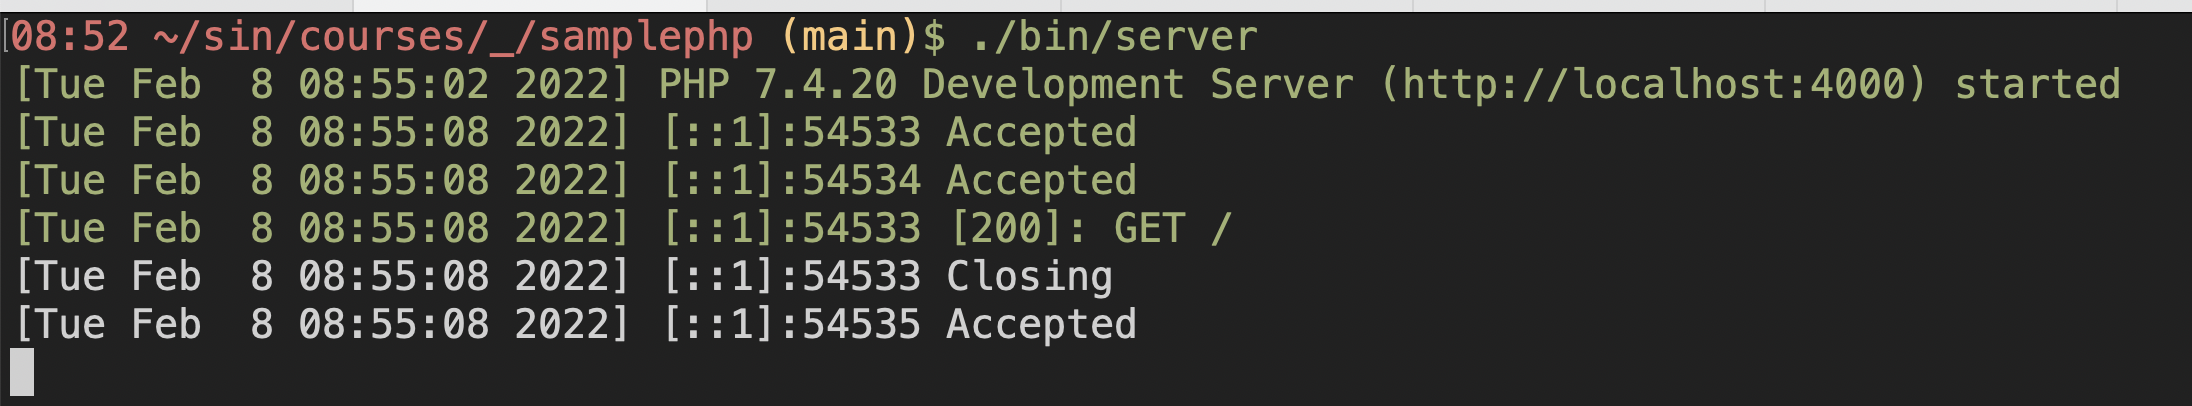 08:52 ~/sin/courses/_/samplephp (main)$ ./bin/server
[Tue Feb  8 08:55:02 2022] PHP 7.4.20 Development Server (http://localhost:4000) started
[Tue Feb  8 08:55:08 2022] [::1]:54533 Accepted
[Tue Feb  8 08:55:08 2022] [::1]:54534 Accepted
[Tue Feb  8 08:55:08 2022] [::1]:54533 [200]: GET /
[Tue Feb  8 08:55:08 2022] [::1]:54533 Closing
[Tue Feb  8 08:55:08 2022] [::1]:54535 Accepted